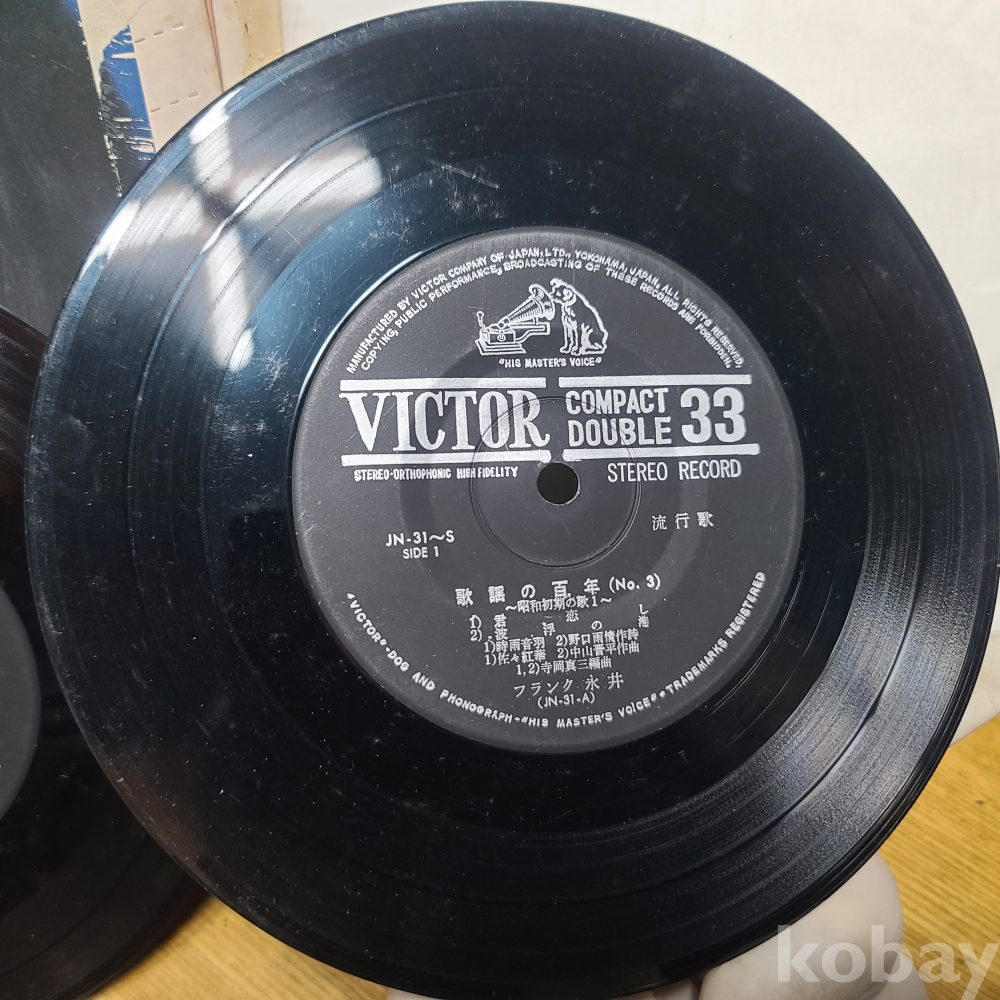 MANUFACTURED BY VICTOR COMPANY OF JAPAN, LTD., YOKOHAMA, JAPAN, ALL RIGHTS RESERVED;
COPYING, PUBLIC PERFORMANCE, BROADCASTING OF THESE RECORDS ARE FORBIDDEN.
"HIS MASTER'S VOICE"
VICTOR
COMPACT DOUBLE 33
STEREO-ORTHOPHONIC HIGH FIDELITY
STEREO RECORD
流行歌
JN-31~S
SIDE 1
歌謡の百年(No. 3)
~昭和初期の歌1~
1) 君恋し
2) 波浮の港
1)時雨音羽 2)野口雨情作詩
1)佐々紅華 2)中山晋平作曲
1,2)寺岡真三編曲
フランク永井
(JN-31-A)
"VICTOR"-DOG AND PHONOGRAPH-"HIS MASTER'S VOICE"•TRADEMARKS REGISTERED
kobay